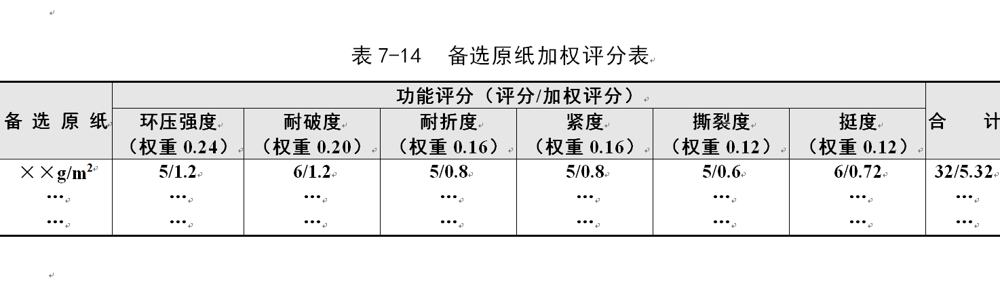 表 7-14 备选原纸加权评分表
备选原纸 功能评分（评分/加权评分） 合计
环压强度 耐破度 耐折度 紧度 撕裂度 挺度
（权重 0.24） （权重 0.20） （权重 0.16） （权重 0.16） （权重 0.12） （权重 0.12）
××g/m² 5/1.2 6/1.2 5/0.8 5/0.8 5/0.6 6/0.72 32/5.32
… … … … … … … …
… … … … … … … …